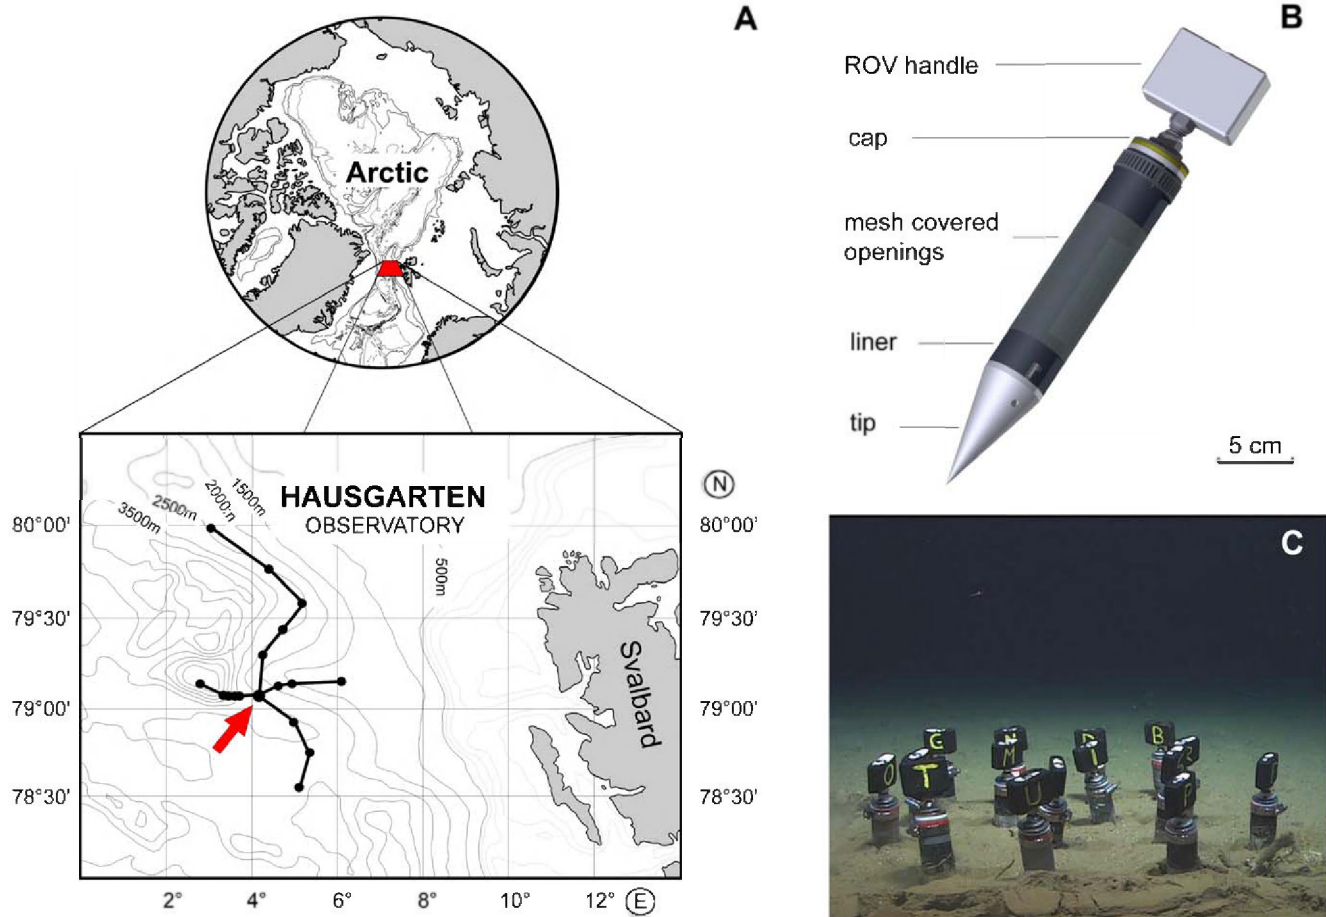 A
Arctic
HAUSGARTEN
OBSERVATORY
3500m
2500m
2000m
1500m
500m
Svalbard
N
80°00'
79°30'
79°00'
78°30'
80°00'
79°30'
79°00'
78°30'
2°
4°
6°
8°
10°
12°
E
B
ROV handle
cap
mesh covered
openings
liner
tip
5 cm
C
G
M
I
B
O
T
U
P